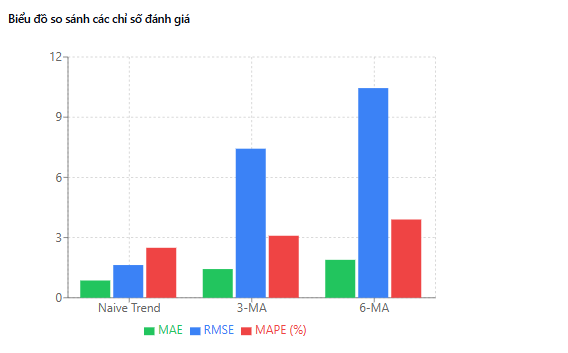 Biểu đồ so sánh các chỉ số đánh giá
12
9
6
3
0
Naive Trend 3-MA 6-MA
MAE RMSE MAPE (%)